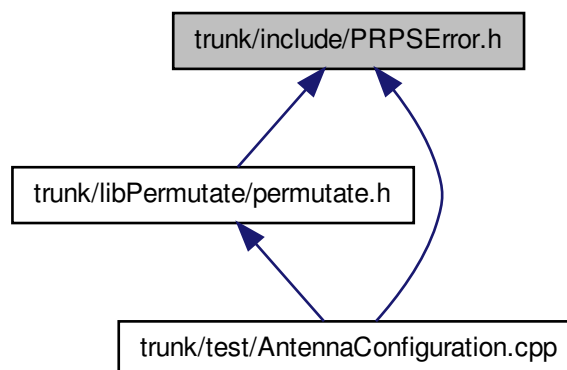 trunk/include/PRPSError.h
trunk/libPermutate/permutate.h
trunk/test/AntennaConfiguration.cpp